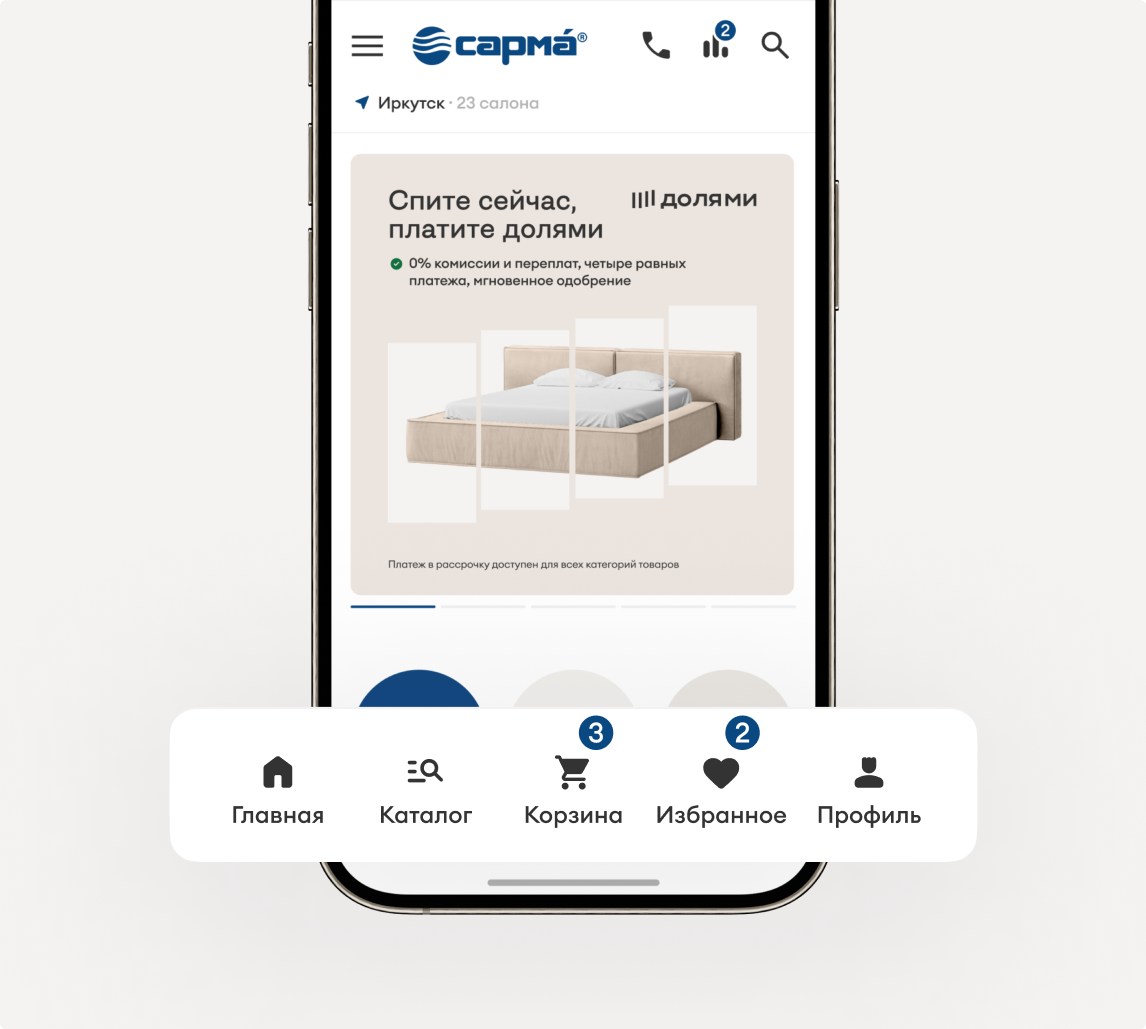 сарма́®
2
Иркутск · 23 салона
Спите сейчас,
платите долями
долями
0% комиссии и переплат, четыре равных
платежа, мгновенное одобрение
Платеж в рассрочку доступен для всех категорий товаров
3
2
Главная
Каталог
Корзина
Избранное
Профиль